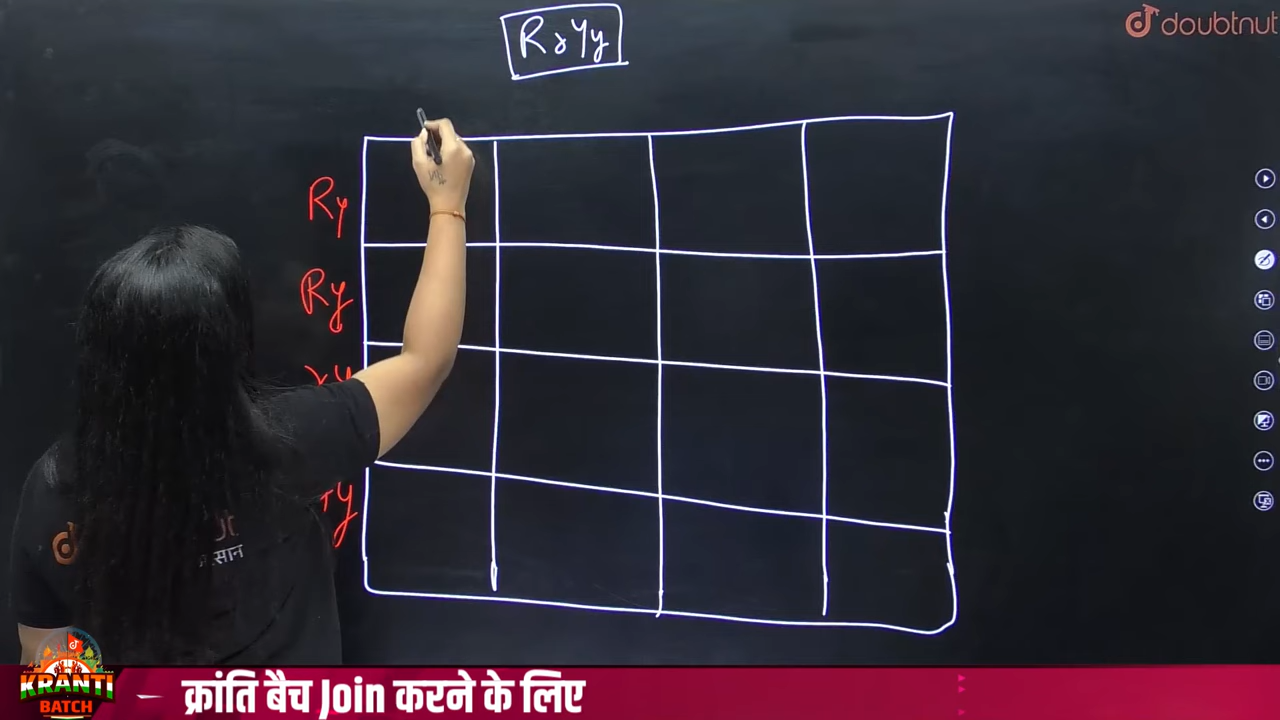 RrYy
doubtnut
Ry
Ry
KRANTI
BATCH
क्रांति बैच Join करने के लिए